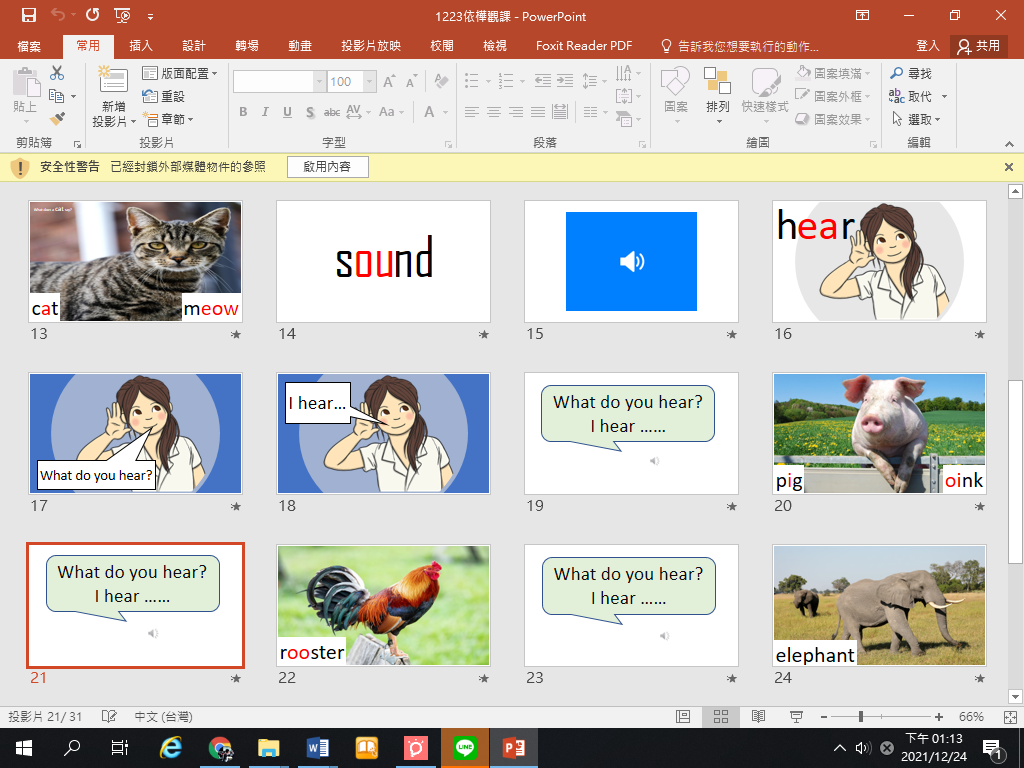 1223依樺觀課 - PowerPoint
檔案 常用 插入 設計 轉場 動畫 投影片放映 校閱 檢視 Foxit Reader PDF 告訴我您想要執行的動作... 登入 共用
貼上
新增
投影片
版面配置
重設
章節
100
B I U S abc AV Aa A
圖案
排列
快速樣式
圖案填滿
圖案外框
圖案效果
尋找
取代
選取
剪貼簿 投影片 字型 段落 繪圖 編輯
安全性警告 已經封鎖外部媒體物件的參照 啟用內容
What does a cat say?
cat meow
13
sound
14
15
hear
16
What do you hear?
17
I hear...
18
What do you hear?
I hear ......
19
pig oink
20
What do you hear?
I hear ......
21
rooster
22
What do you hear?
I hear ......
23
elephant
24
投影片 21/ 31 中文 (台灣) 66%
下午 01:13
2021/12/24
1